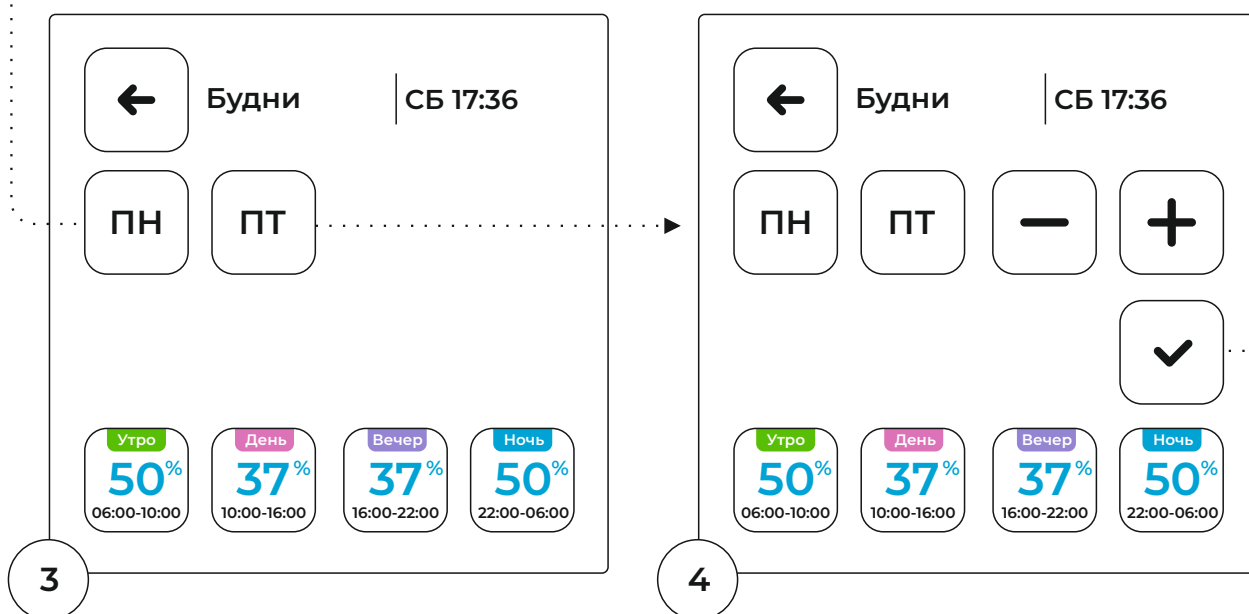 Будни
СБ 17:36
ПН
ПТ
Утро
50%
06:00-10:00
День
37%
10:00-16:00
Вечер
37%
16:00-22:00
Ночь
50%
22:00-06:00
3
Будни
СБ 17:36
ПН
ПТ
Утро
50%
06:00-10:00
День
37%
10:00-16:00
Вечер
37%
16:00-22:00
Ночь
50%
22:00-06:00
4